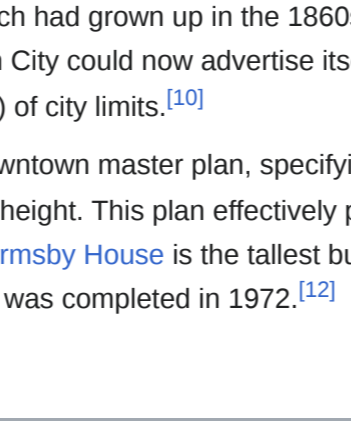 ch had grown up in the 1860s
City could now advertise its
) of city limits.[10]
wntown master plan, specifyi
height. This plan effectively p
rmsby House is the tallest bu
was completed in 1972.[12]